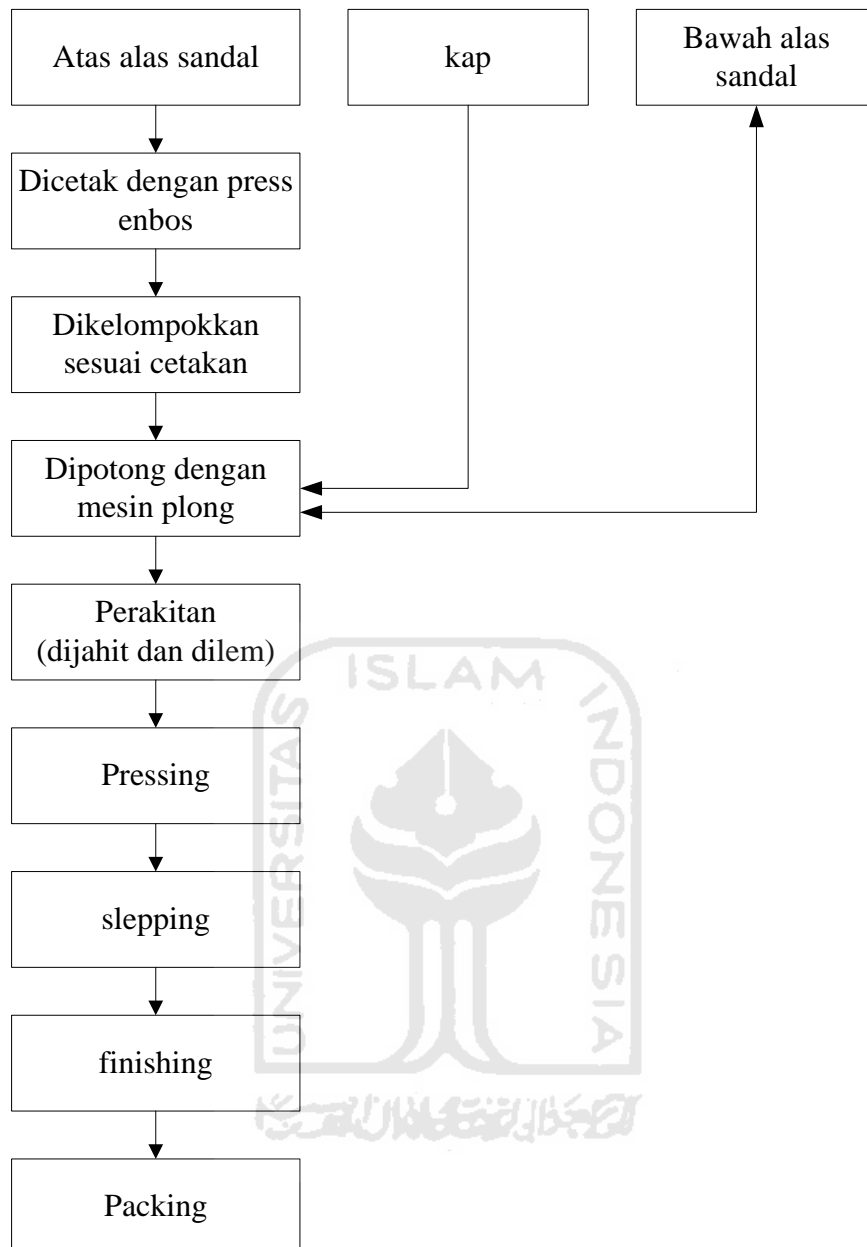 Atas alas sandal
kap
Bawah alas
sandal
Dicetak dengan press
enbos
Dikelompokkan
sesuai cetakan
Dipotong dengan
mesin plong
Perakitan
(dijahit dan dilem)
Pressing
slepping
finishing
Packing
UNIVERSITAS
ISLAM
INDONESIA